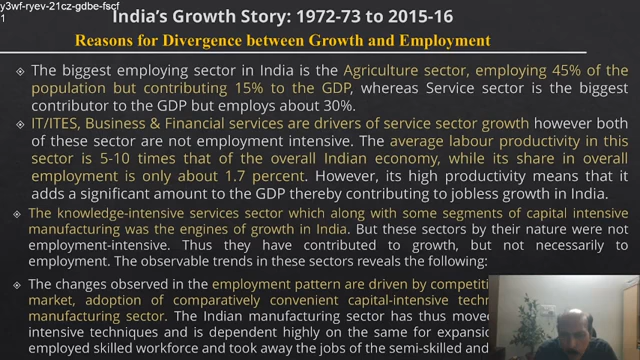 y3wf-ryev-21cz-gdbe-fscf
1
India's Growth Story: 1972-73 to 2015-16
Reasons for Divergence between Growth and Employment
The biggest employing sector in India is the Agriculture sector, employing 45% of the
population but contributing 15% to the GDP, whereas Service sector is the biggest
contributor to the GDP but employs about 30%.
IT/ITES, Business & Financial services are drivers of service sector growth however both
of these sector are not employment intensive. The average labour productivity in this
sector is 5-10 times that of the overall Indian economy, while its share in overall
employment is only about 1.7 percent. However, its high productivity means that it
adds a significant amount to the GDP thereby contributing to jobless growth in India.
The knowledge-intensive services sector which along with some segments of capital intensive
manufacturing was the engines of growth in India. But these sectors by their nature were not
employment-intensive. Thus they have contributed to growth, but not necessarily to
employment. The observable trends in these sectors reveals the following:
The changes observed in the employment pattern are driven by
market, adoption of comparatively convenient capital-intensive
manufacturing sector. The Indian manufacturing sector has thus
intensive techniques and is dependent highly on the same for
employed skilled workforce and took away the jobs of the semi-skilled and